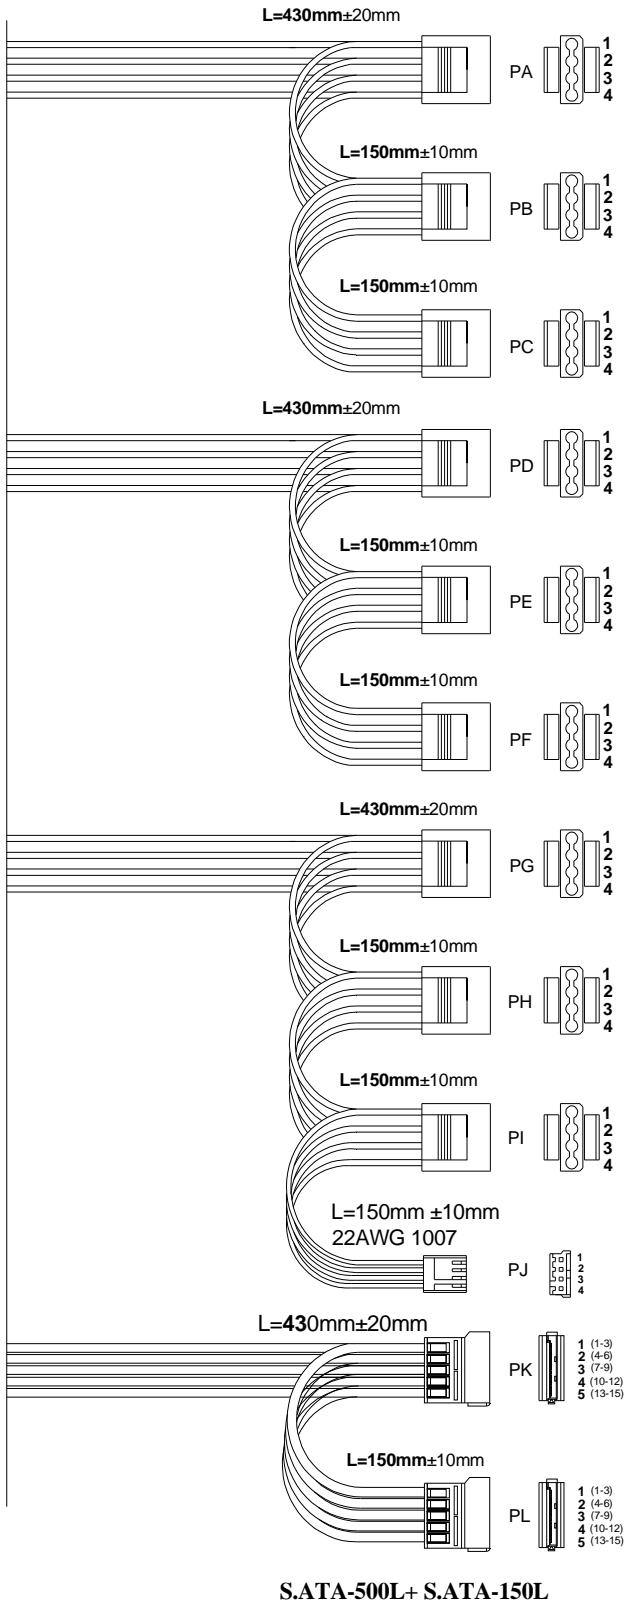 L=430mm±20mm
PA
1
2
3
4
L=150mm±10mm
PB
1
2
3
4
L=150mm±10mm
PC
1
2
3
4
L=430mm±20mm
PD
1
2
3
4
L=150mm±10mm
PE
1
2
3
4
L=150mm±10mm
PF
1
2
3
4
L=430mm±20mm
PG
1
2
3
4
L=150mm±10mm
PH
1
2
3
4
L=150mm±10mm
PI
1
2
3
4
L=150mm ±10mm
22AWG 1007
PJ
1
2
3
4
L=430mm±20mm
PK
1 (1-3)
2 (4-6)
3 (7-9)
4 (10-12)
5 (13-15)
L=150mm±10mm
PL
1 (1-3)
2 (4-6)
3 (7-9)
4 (10-12)
5 (13-15)
S.ATA-500L+ S.ATA-150L